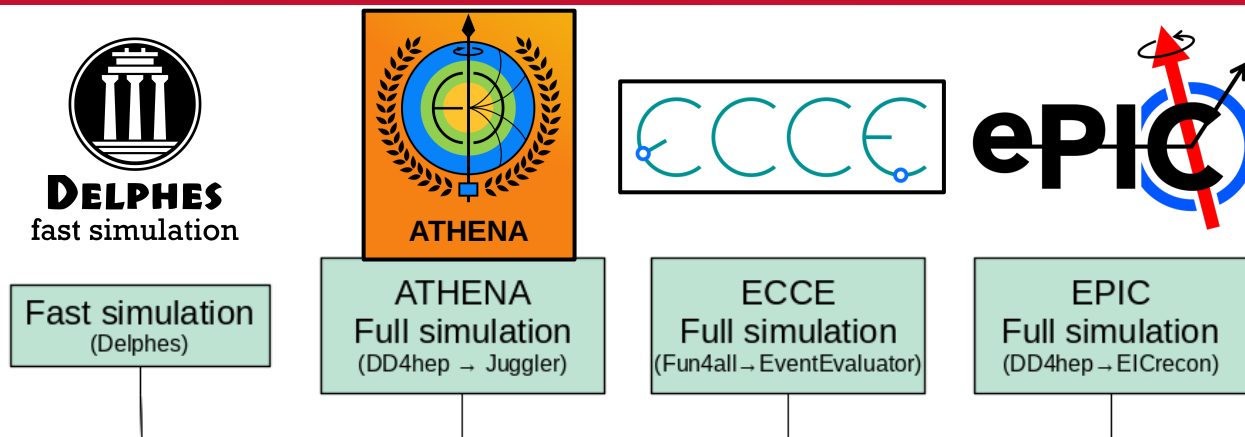 DELPHES
fast simulation
ATHENA
ECCE
ePIC
Fast simulation
(Delphes)
ATHENA
Full simulation
(DD4hep → Juggler)
ECCE
Full simulation
(Fun4all→EventEvaluator)
EPIC
Full simulation
(DD4hep→EICrecon)